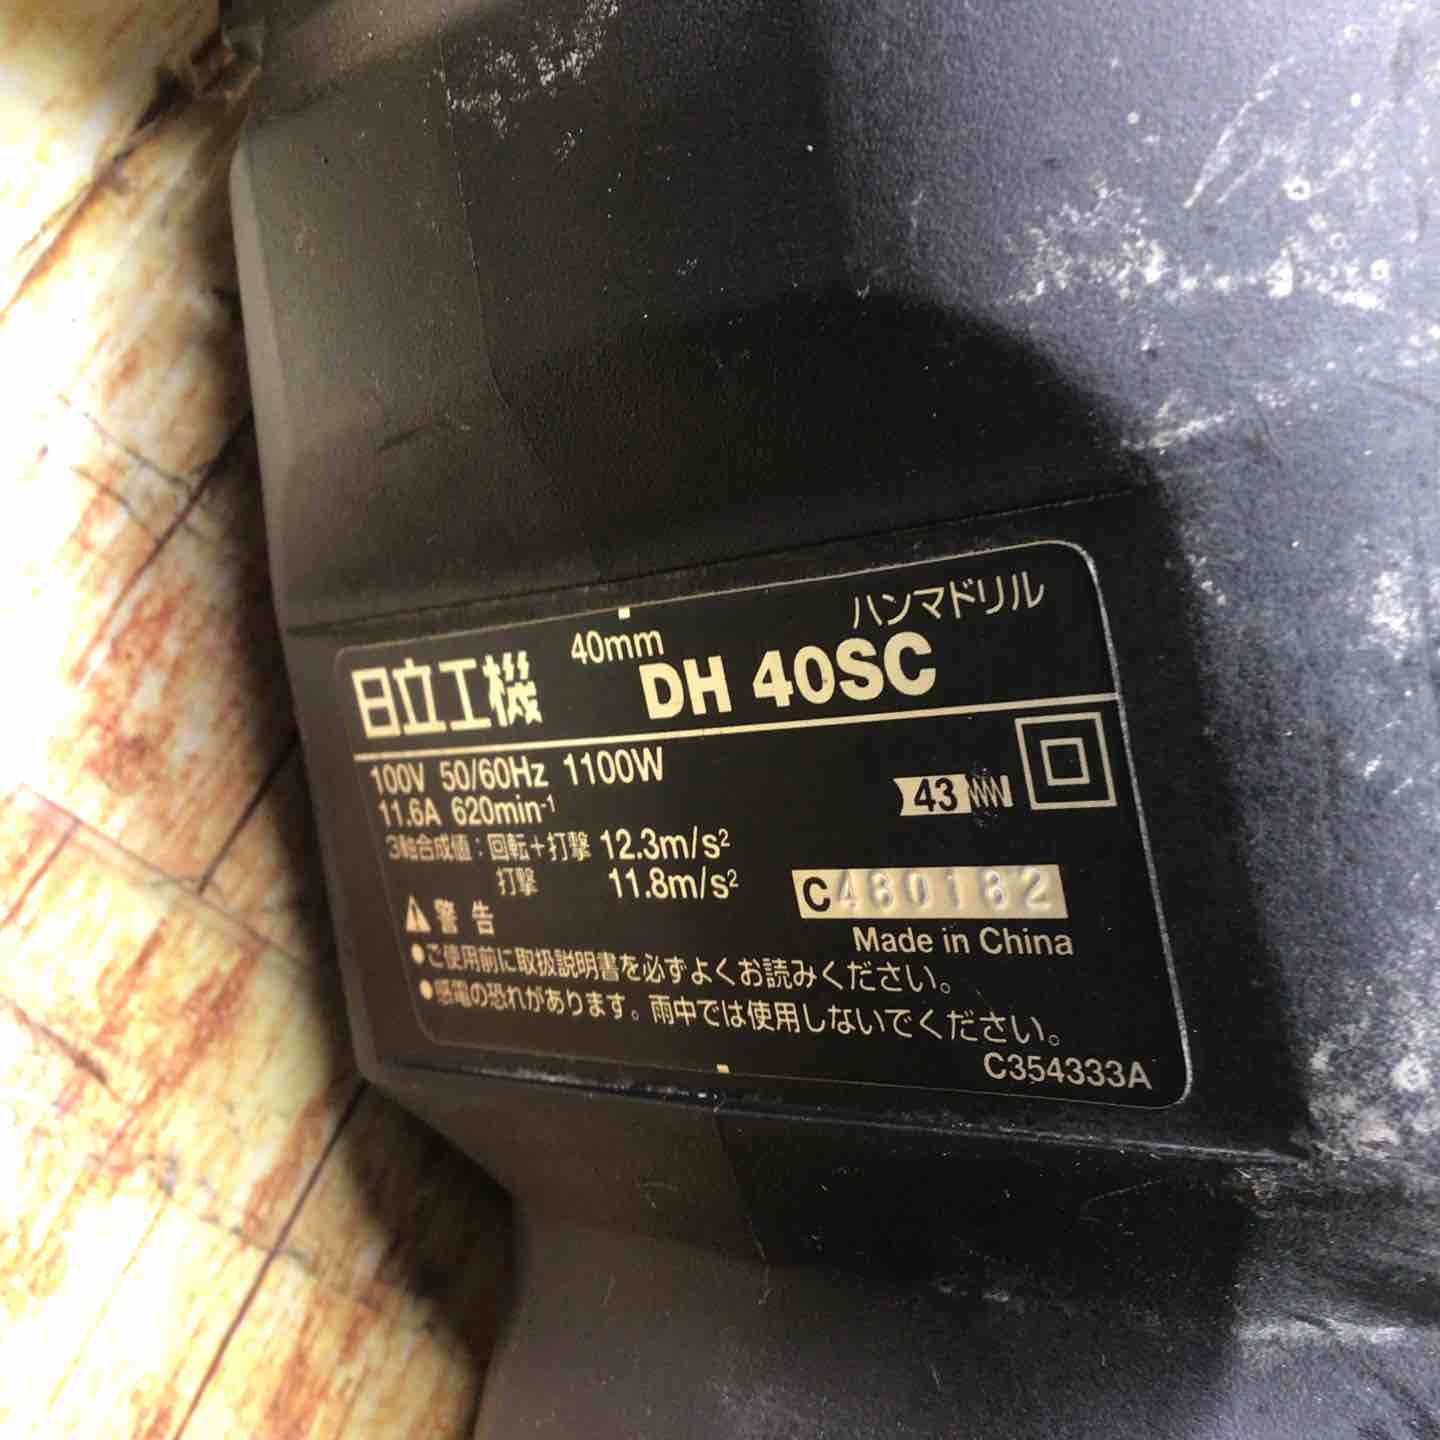 ハンマドリル
日立工機 40mm DH 40SC
100V 50/60Hz 1100W
11.6A 620min⁻¹
43
3軸合成値:回転+打撃 12.3m/s²
打撃 11.8m/s²
C480182
警告
Made in China
●ご使用前に取扱説明書を必ずよくお読みください。
●感電の恐れがあります。雨中では使用しないでください。
C354333A